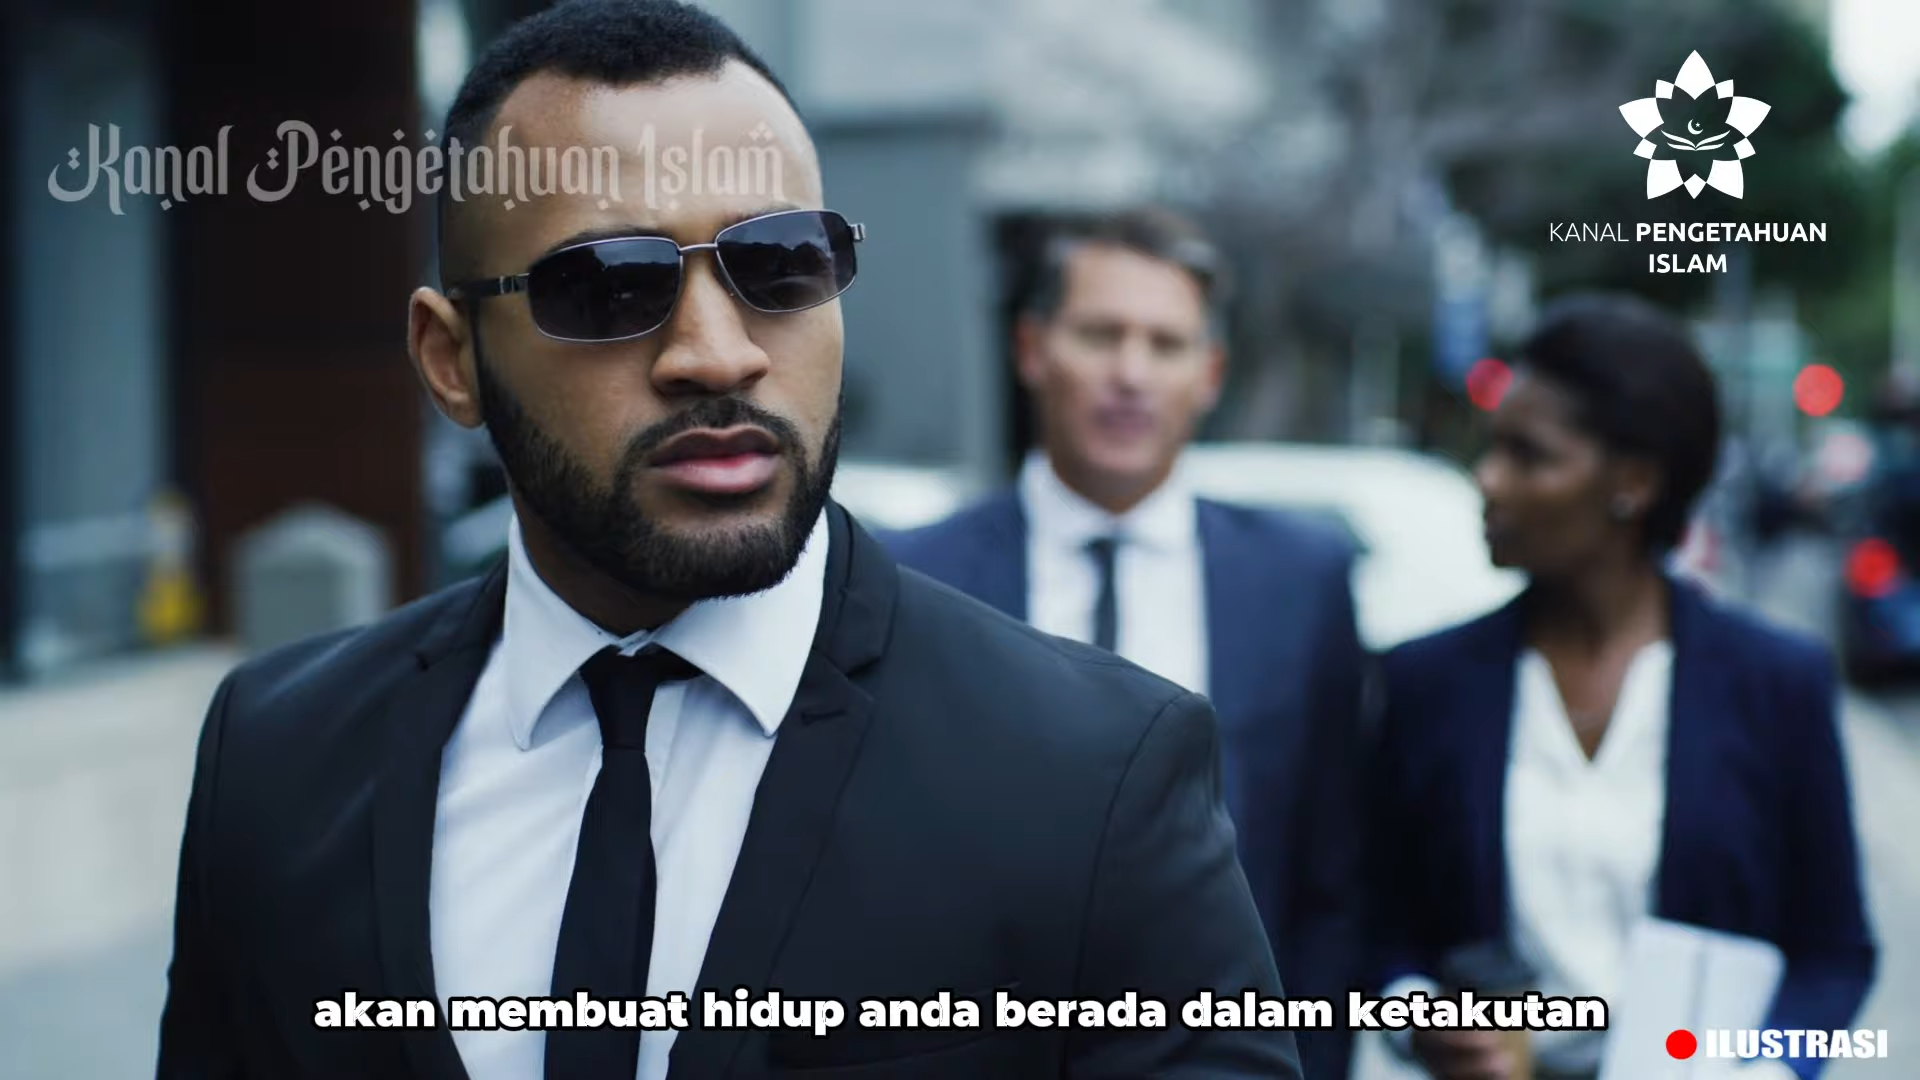 Kanal Pengetahuan Islam
KANAL PENGETAHUAN
ISLAM
akan membuat hidup anda berada dalam ketakutan
ILUSTRASI